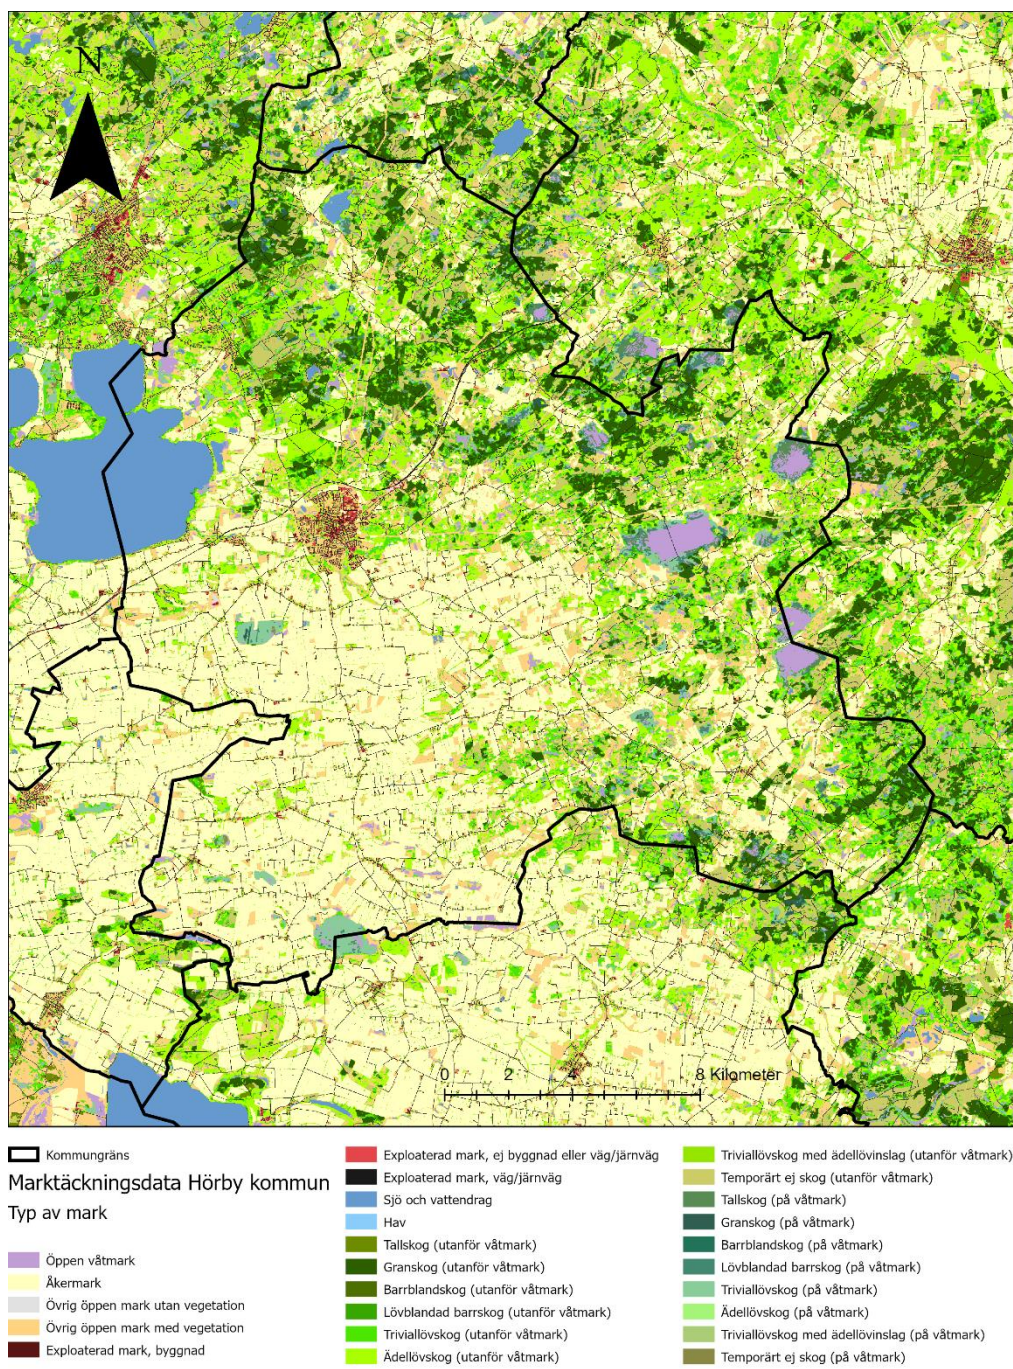 N
0 2 4 8 Kilometer
Kommungräns
Marktäckningsdata Hörby kommun
Typ av mark
Öppen våtmark
Åkermark
Övrig öppen mark utan vegetation
Övrig öppen mark med vegetation
Exploaterad mark, byggnad
Exploaterad mark, ej byggnad eller väg/järnväg
Exploaterad mark, väg/järnväg
Sjö och vattendrag
Hav
Tallskog (utanför våtmark)
Granskog (utanför våtmark)
Barrblandskog (utanför våtmark)
Lövblandad barrskog (utanför våtmark)
Triviallövskog (utanför våtmark)
Ädellövskog (utanför våtmark)
Triviallövskog med ädellövinslag (utanför våtmark)
Temporärt ej skog (utanför våtmark)
Tallskog (på våtmark)
Granskog (på våtmark)
Barrblandskog (på våtmark)
Lövblandad barrskog (på våtmark)
Triviallövskog (på våtmark)
Ädellövskog (på våtmark)
Triviallövskog med ädellövinslag (på våtmark)
Temporärt ej skog (på våtmark)